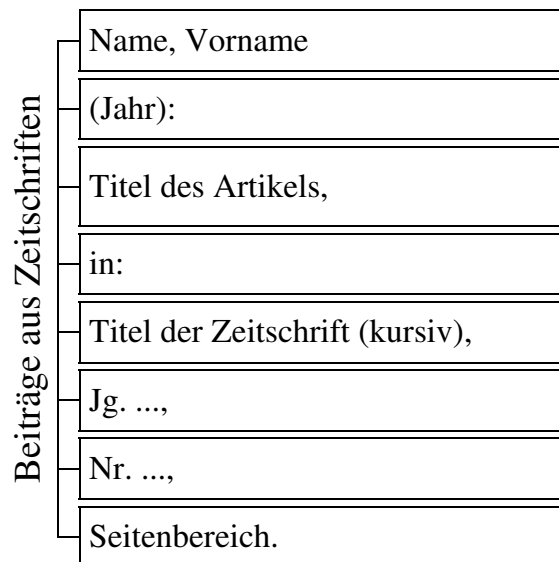 Beiträge aus Zeitschriften
Name, Vorname
(Jahr):
Titel des Artikels,
in:
Titel der Zeitschrift (kursiv),
Jg. ...,
Nr. ...,
Seitenbereich.